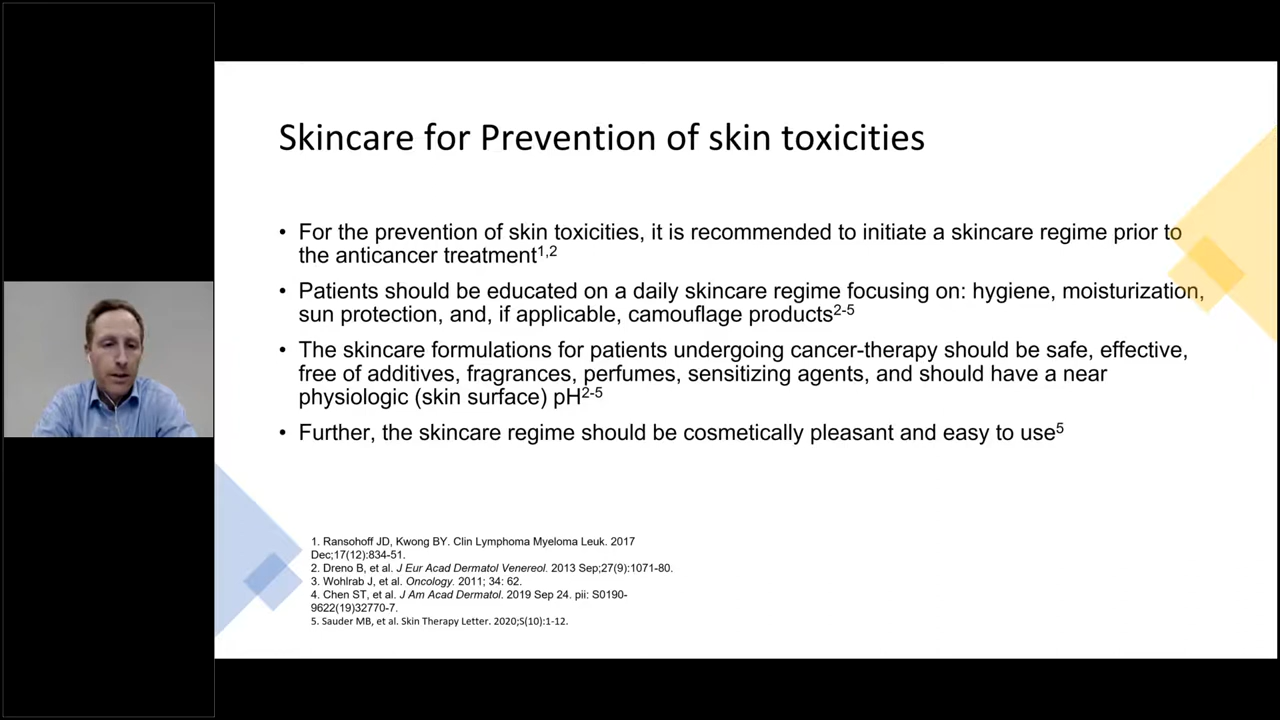 Skincare for Prevention of skin toxicities
• For the prevention of skin toxicities, it is recommended to initiate a skincare regime prior to
the anticancer treatment1,2
• Patients should be educated on a daily skincare regime focusing on: hygiene, moisturization,
sun protection, and, if applicable, camouflage products2-5
• The skincare formulations for patients undergoing cancer-therapy should be safe, effective,
free of additives, fragrances, perfumes, sensitizing agents, and should have a near
physiologic (skin surface) pH2-5
• Further, the skincare regime should be cosmetically pleasant and easy to use5
1. Ransohoff JD, Kwong BY. Clin Lymphoma Myeloma Leuk. 2017
Dec;17(12):834-51.
2. Dreno B, et al. J Eur Acad Dermatol Venereol. 2013 Sep;27(9):1071-80.
3. Wohlrab J, et al. Oncology. 2011; 34: 62.
4. Chen ST, et al. J Am Acad Dermatol. 2019 Sep 24. pii: S0190-
9622(19)32770-7.
5. Sauder MB, et al. Skin Therapy Letter. 2020;S(10):1-12.